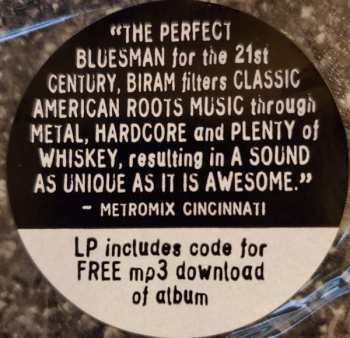 "THE PERFECT
BLUESMAN for the 21st
CENTURY, BIRAM filters CLASSIC
AMERICAN ROOTS MUSIC through
METAL, HARDCORE and PLENTY of
WHISKEY, resulting in A SOUND
AS UNIQUE AS IT IS AWESOME."
- METROMIX CINCINNATI
LP includes code for
FREE mp3 download
of album